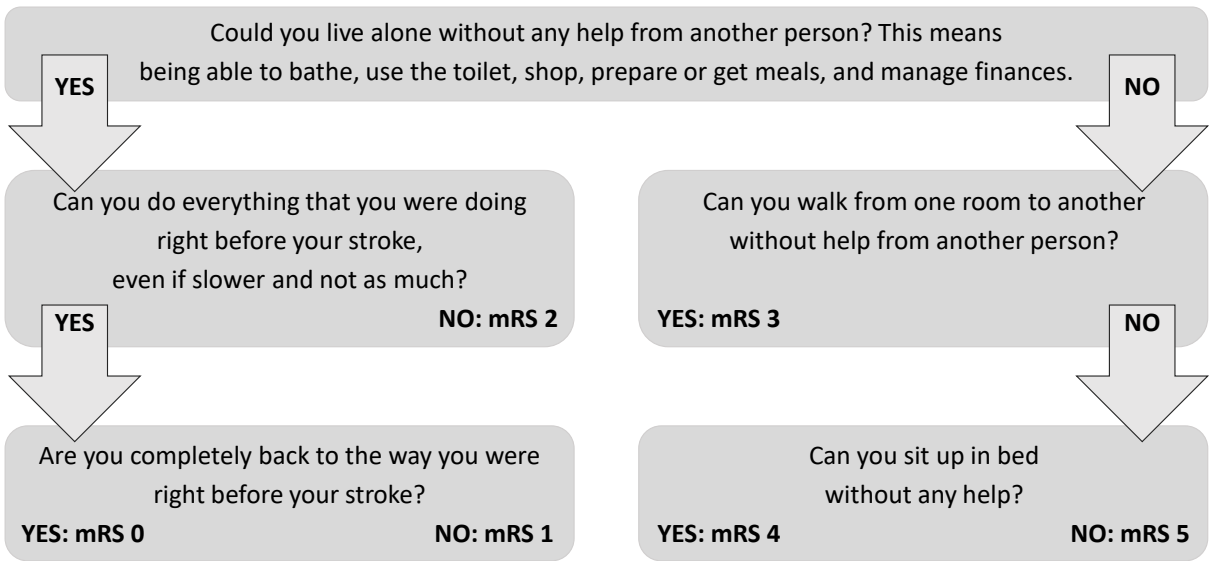 Could you live alone without any help from another person? This means
being able to bathe, use the toilet, shop, prepare or get meals, and manage finances.
YES
NO
Can you do everything that you were doing
right before your stroke,
even if slower and not as much?
YES
NO: mRS 2
Can you walk from one room to another
without help from another person?
YES: mRS 3
NO
Are you completely back to the way you were
right before your stroke?
YES: mRS 0
NO: mRS 1
Can you sit up in bed
without any help?
YES: mRS 4
NO: mRS 5